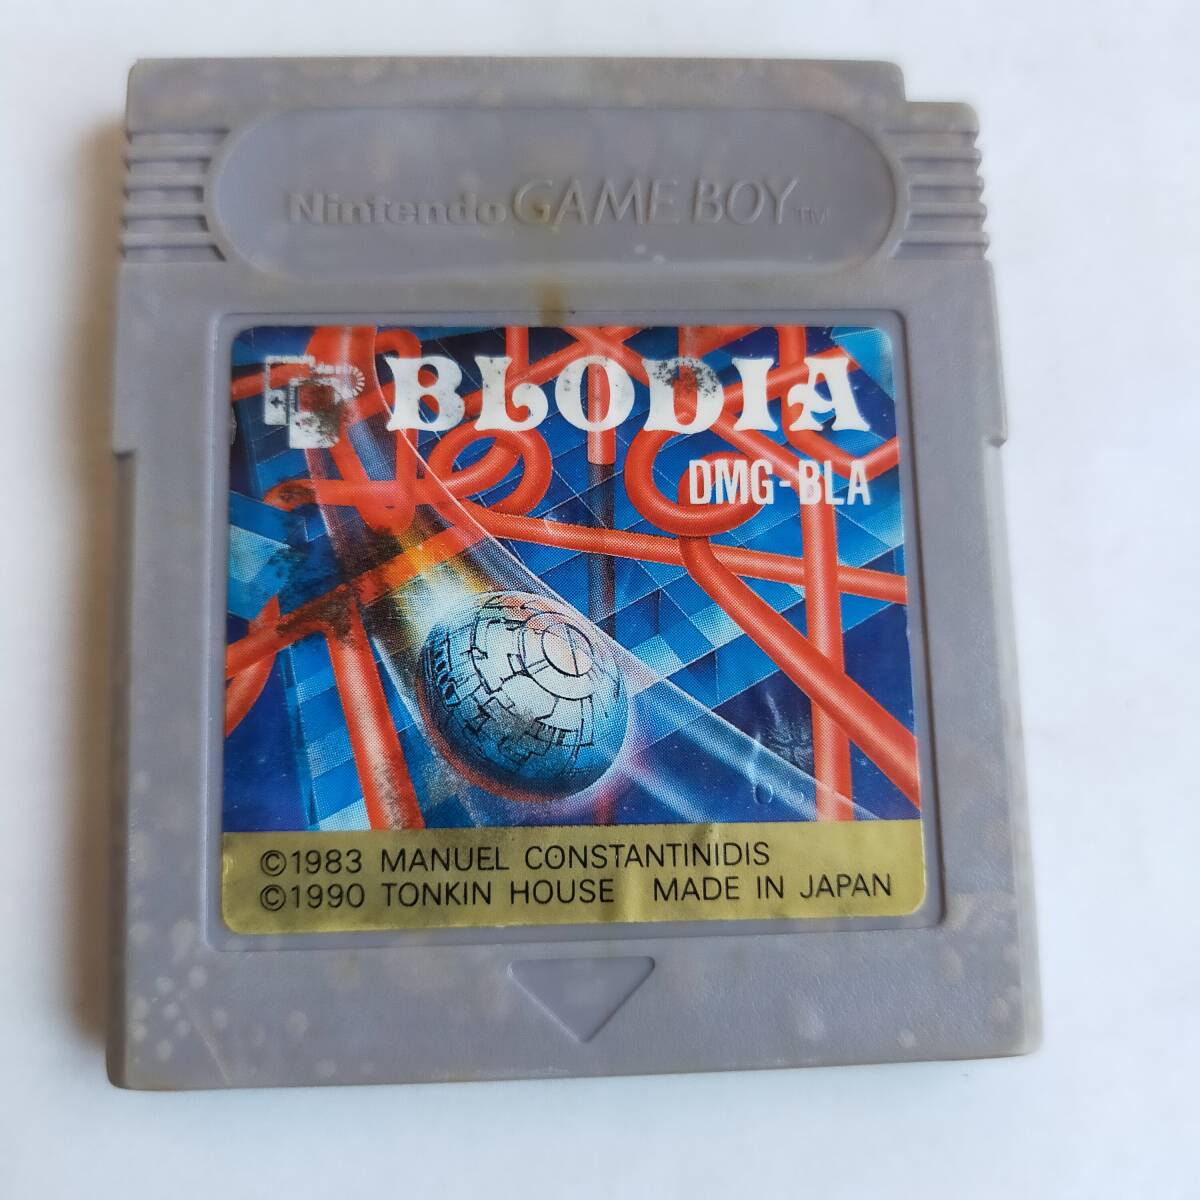 Nintendo GAME BOY TM
BLODIA
DMG-BLA
©1983 MANUEL CONSTANTINIDIS
©1990 TONKIN HOUSE MADE IN JAPAN